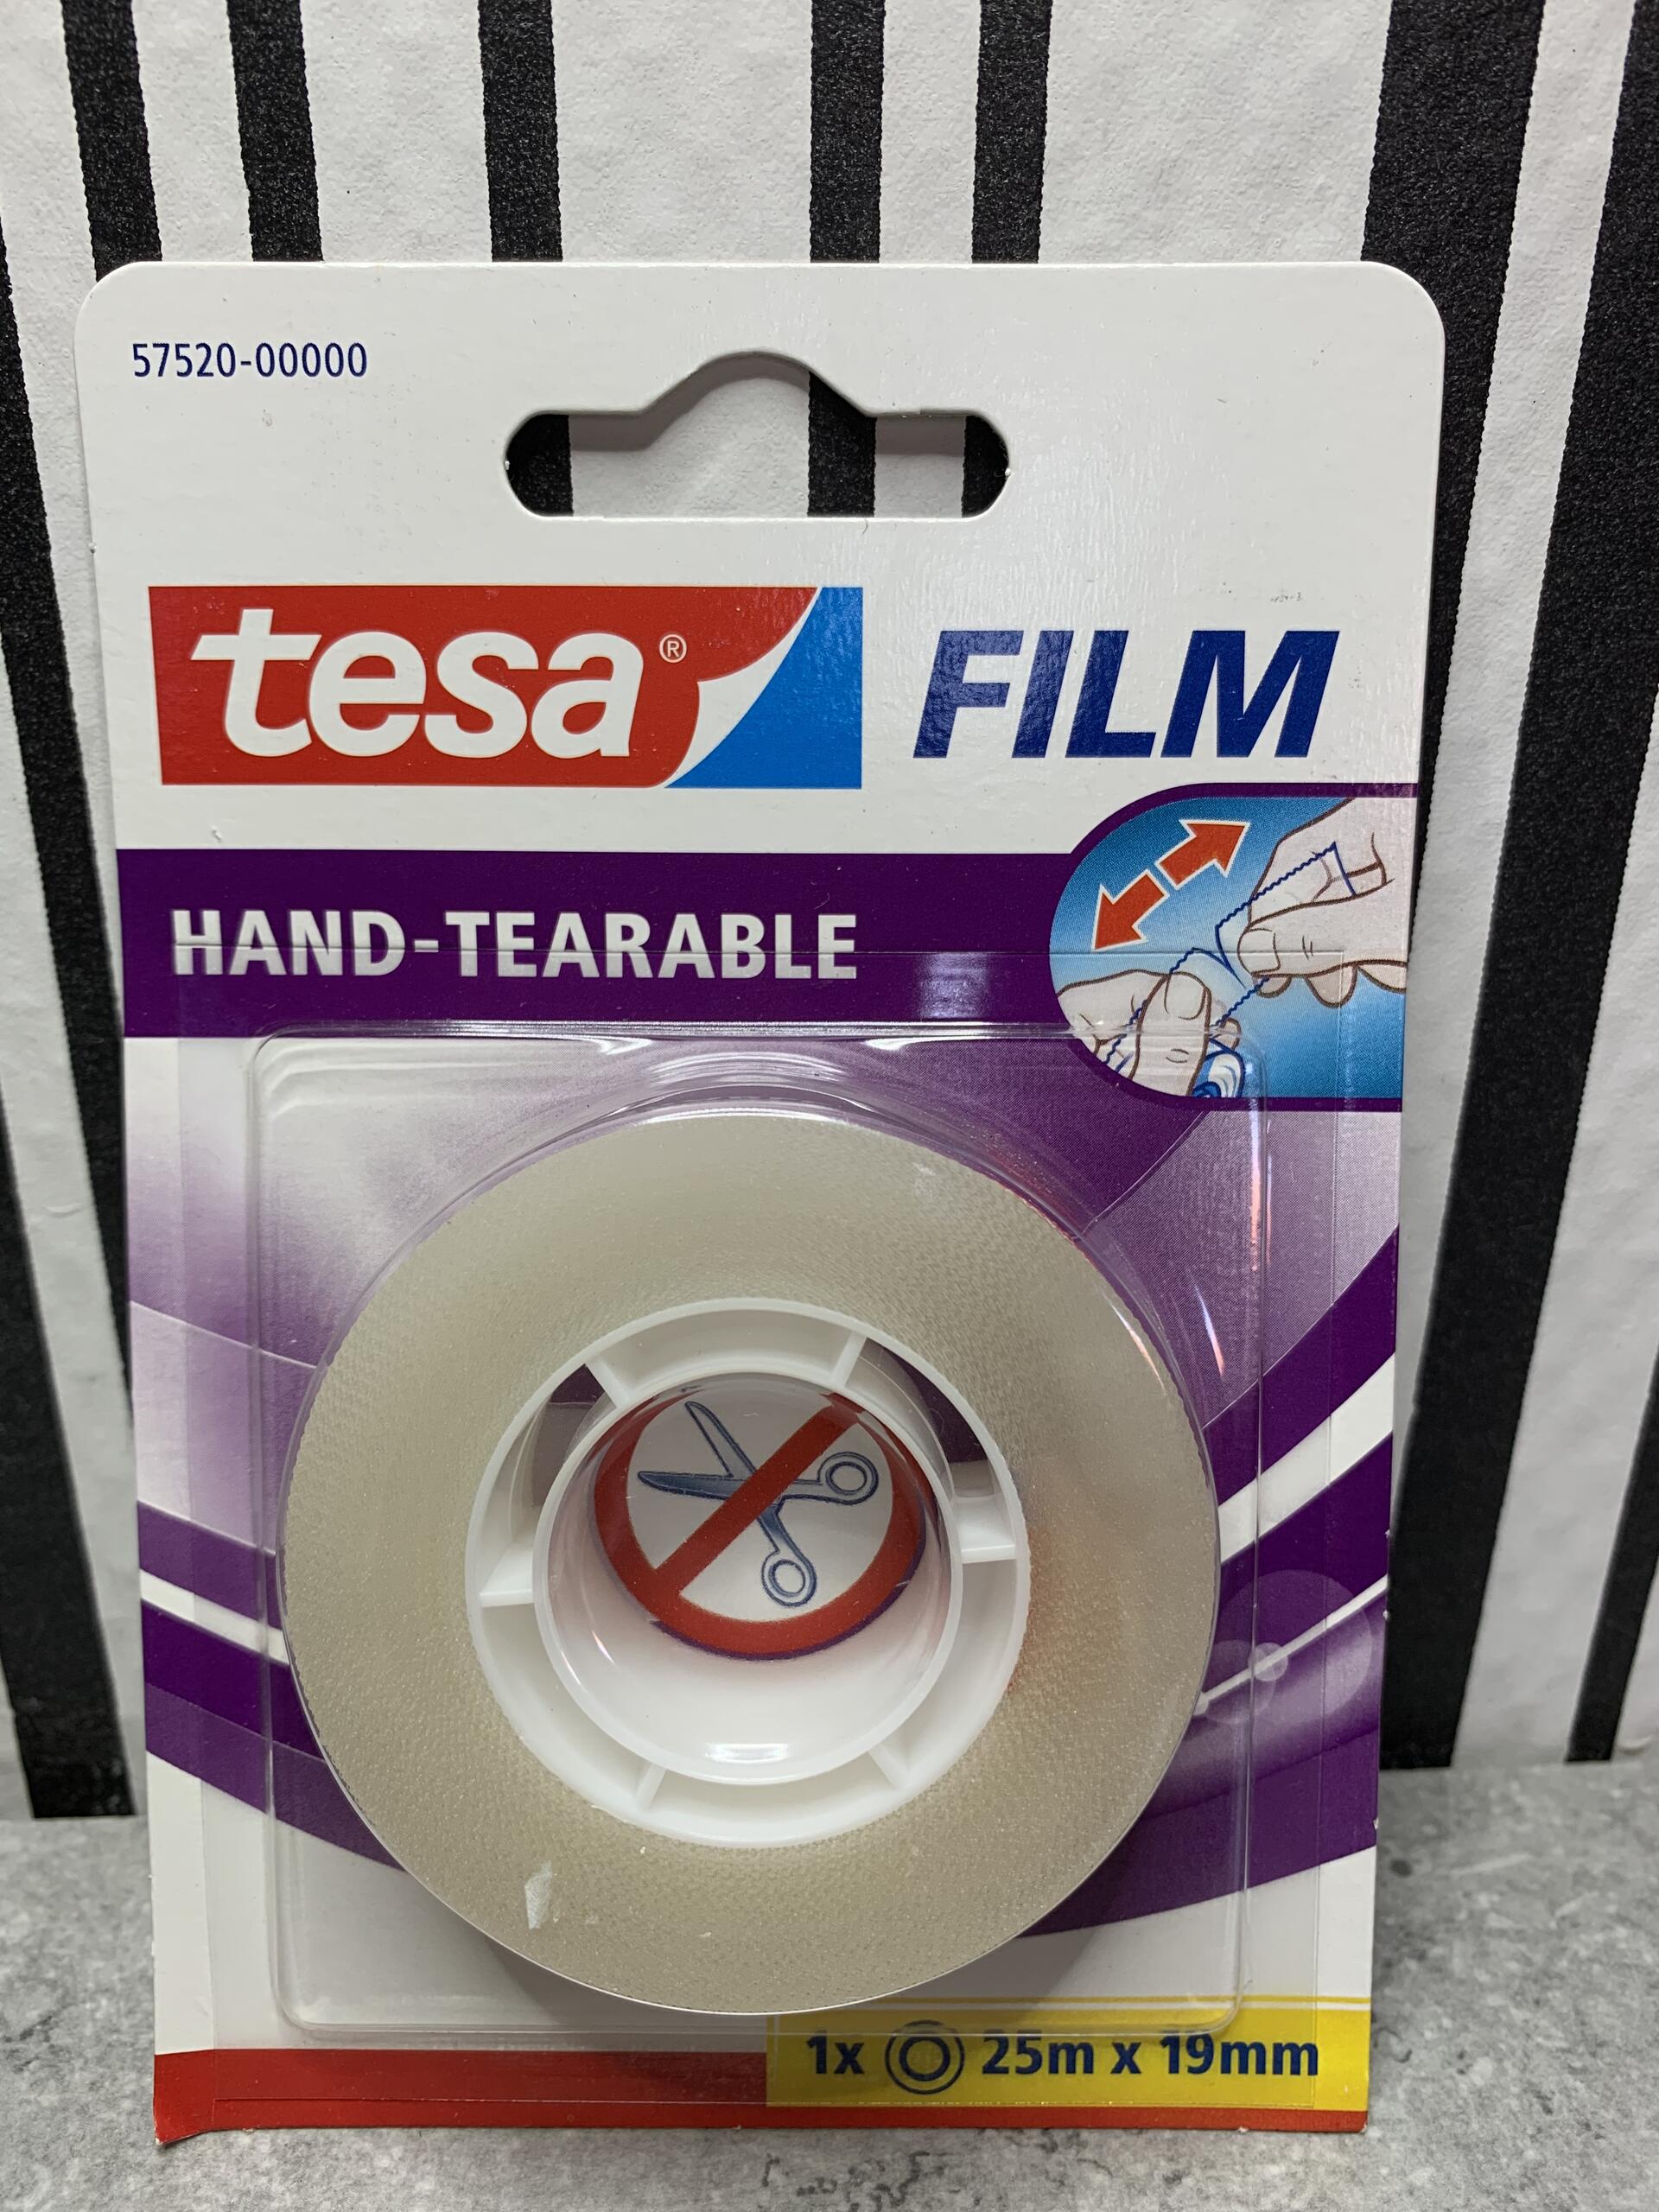 57520-00000
tesa® FILM
HAND-TEARABLE
1x 25m x 19mm